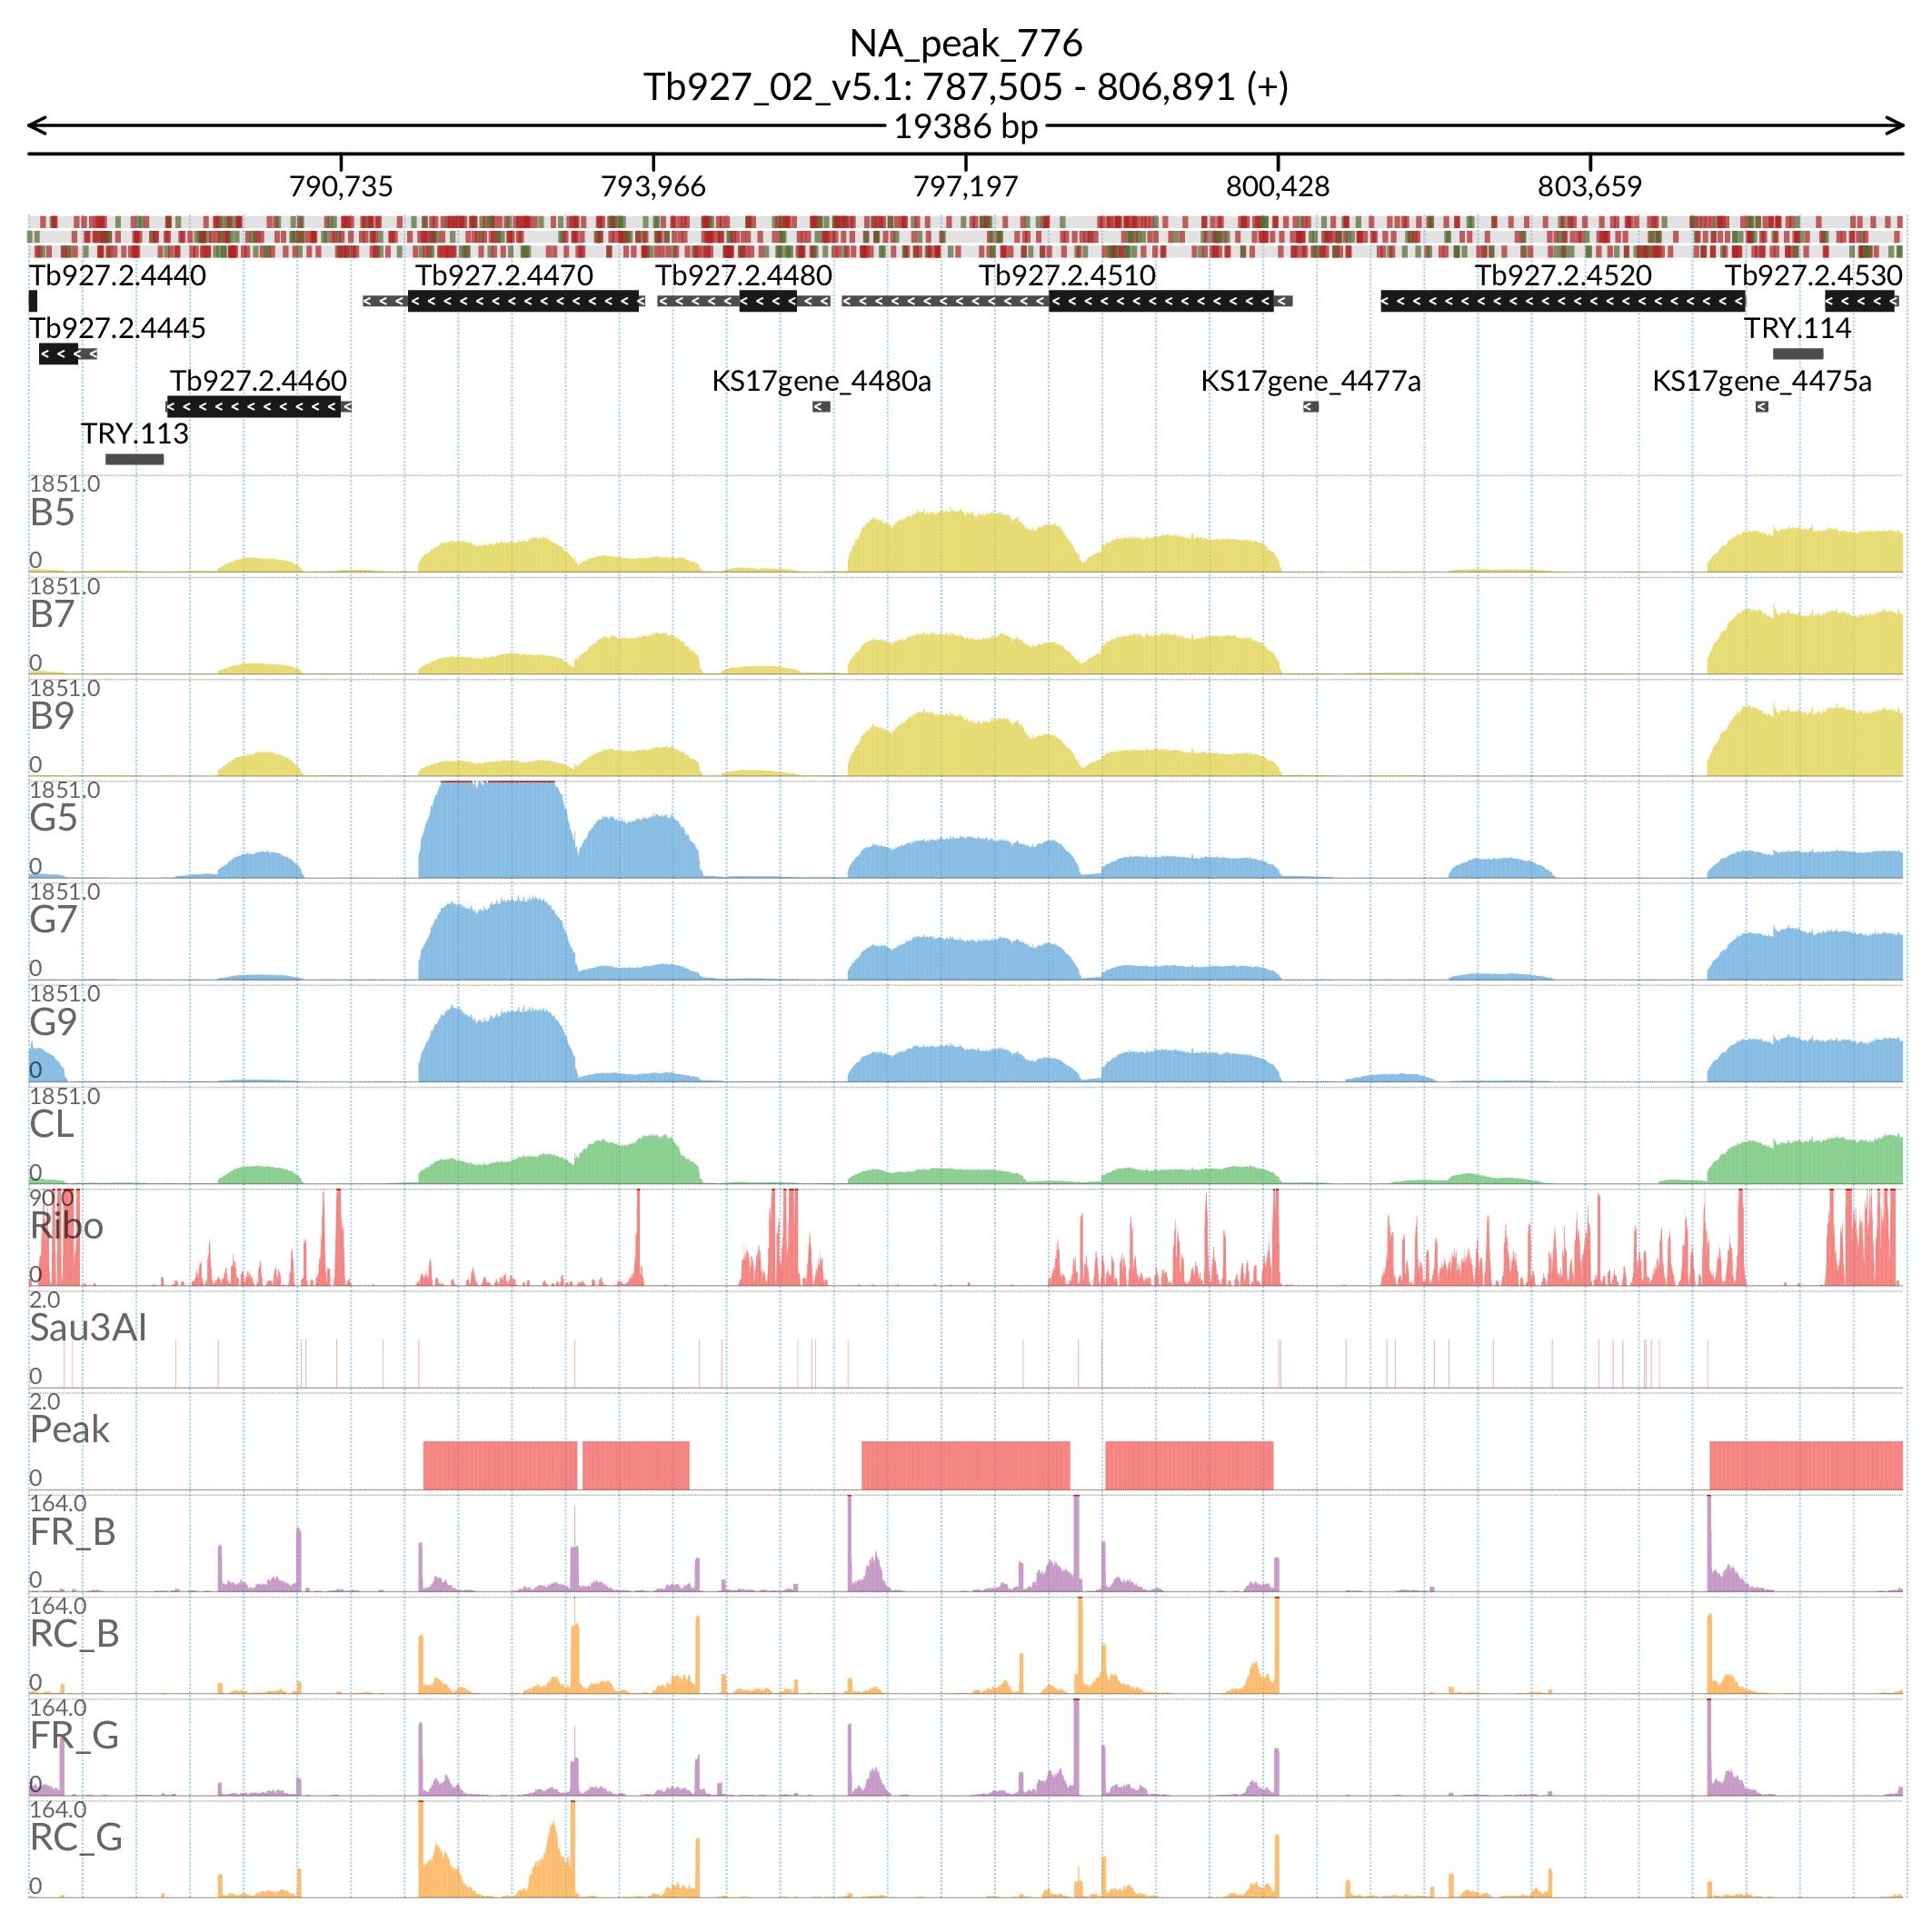 NA_peak_776
Tb927_02_v5.1: 787,505 - 806,891 (+)
19386 bp
790,735 793,966 797,197 800,428 803,659
Tb927.2.4440 Tb927.2.4470 Tb927.2.4480 Tb927.2.4510 Tb927.2.4520 Tb927.2.4530
Tb927.2.4445 TRY.114
Tb927.2.4460 KS17gene_4480a KS17gene_4477a KS17gene_4475a
TRY.113
1851.0
B5
0
1851.0
B7
0
1851.0
B9
0
1851.0
G5
0
1851.0
G7
0
1851.0
G9
0
1851.0
CL
0
90.0
Ribo
0
2.0
Sau3AI
0
2.0
Peak
0
164.0
FR_B
0
164.0
RC_B
0
164.0
FR_G
0
164.0
RC_G
0